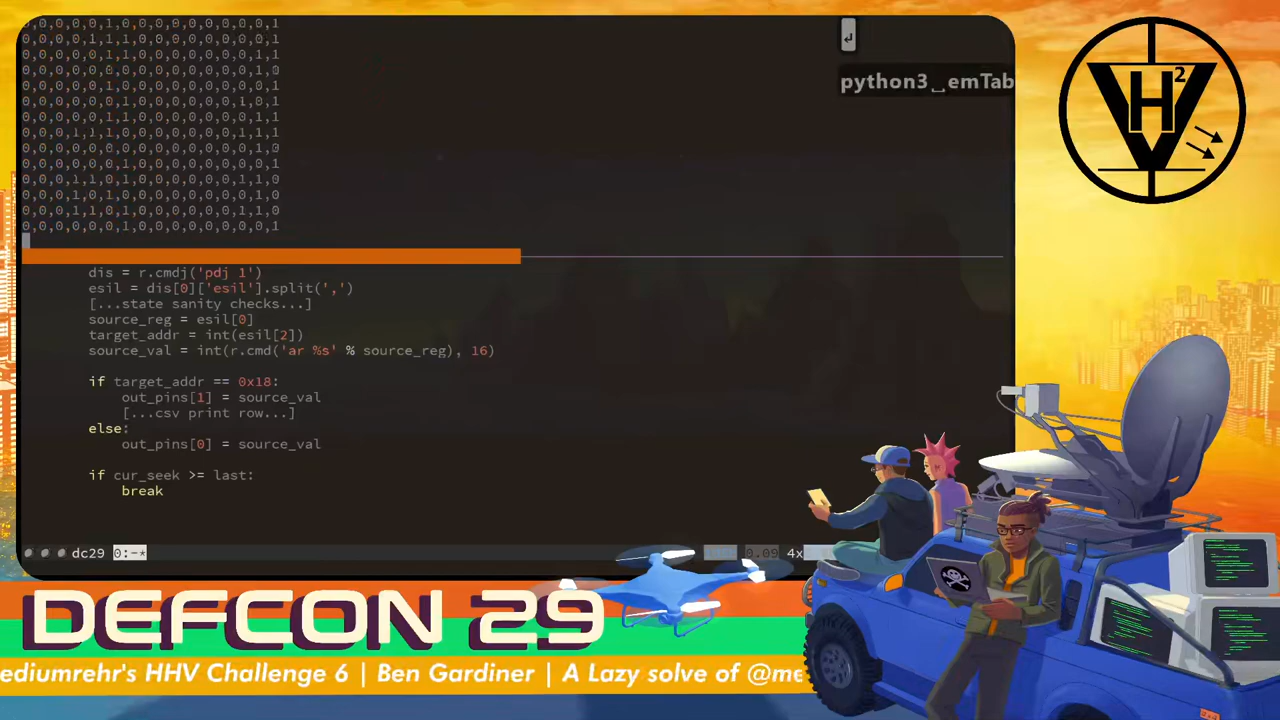 0,0,0,0,0,1,0,0,0,0,0,0,0,0,0,1
0,0,0,0,1,1,1,0,0,0,0,0,0,0,0,1
0,0,0,0,0,1,1,0,0,0,0,0,0,0,1,1
0,0,0,0,0,0,0,0,0,0,0,0,0,0,1,0
0,0,0,0,0,0,0,0,0,0,0,0,0,0,0,1
0,0,0,0,0,0,1,0,0,0,0,0,0,1,0,1
0,0,0,0,0,0,1,0,0,0,0,0,0,0,1,1
0,0,0,1,1,1,1,0,0,0,0,0,0,1,1,1
0,0,0,0,0,0,0,0,0,0,0,0,0,0,0,0
0,0,0,0,0,0,1,0,0,0,0,0,0,0,0,1
0,0,0,1,1,0,1,0,0,0,0,0,0,0,0,1
0,0,0,1,0,1,0,0,0,0,0,0,0,0,1,1
0,0,0,1,1,0,1,0,0,0,0,0,0,1,1,0
0,0,0,0,0,0,1,0,0,0,0,0,0,0,0,1
python3␣emTab
dis = r.cmdj('pdj 1')
esil = dis[0]['esil'].split(',')
[...state sanity checks...]
source_reg = esil[0]
target_addr = int(esil[2])
source_val = int(r.cmd('ar %s' % source_reg), 16)
if target_addr == 0x18:
out_pins[1] = source_val
[...csv print row...]
else:
out_pins[0] = source_val
if cur_seek >= last:
break
dc29 0:-* 0.09 4x
VH2
DEFCON 29
ediumrehr's HHV Challenge 6 | Ben Gardiner | A Lazy solve of @me